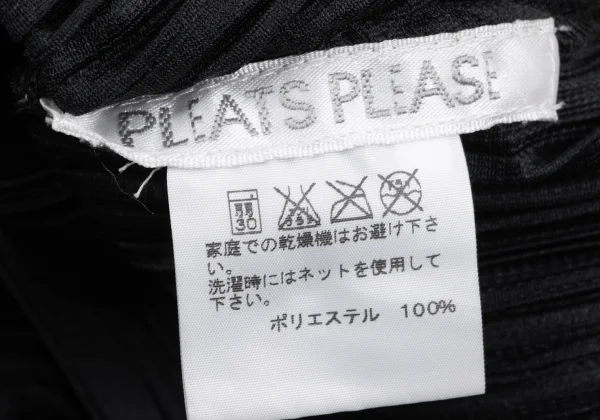 PLEATS PLEASE
弱 30
家庭での乾燥機はお避け下さ
い。
洗濯時にはネットを使用して
下さい。
ポリエステル 100%